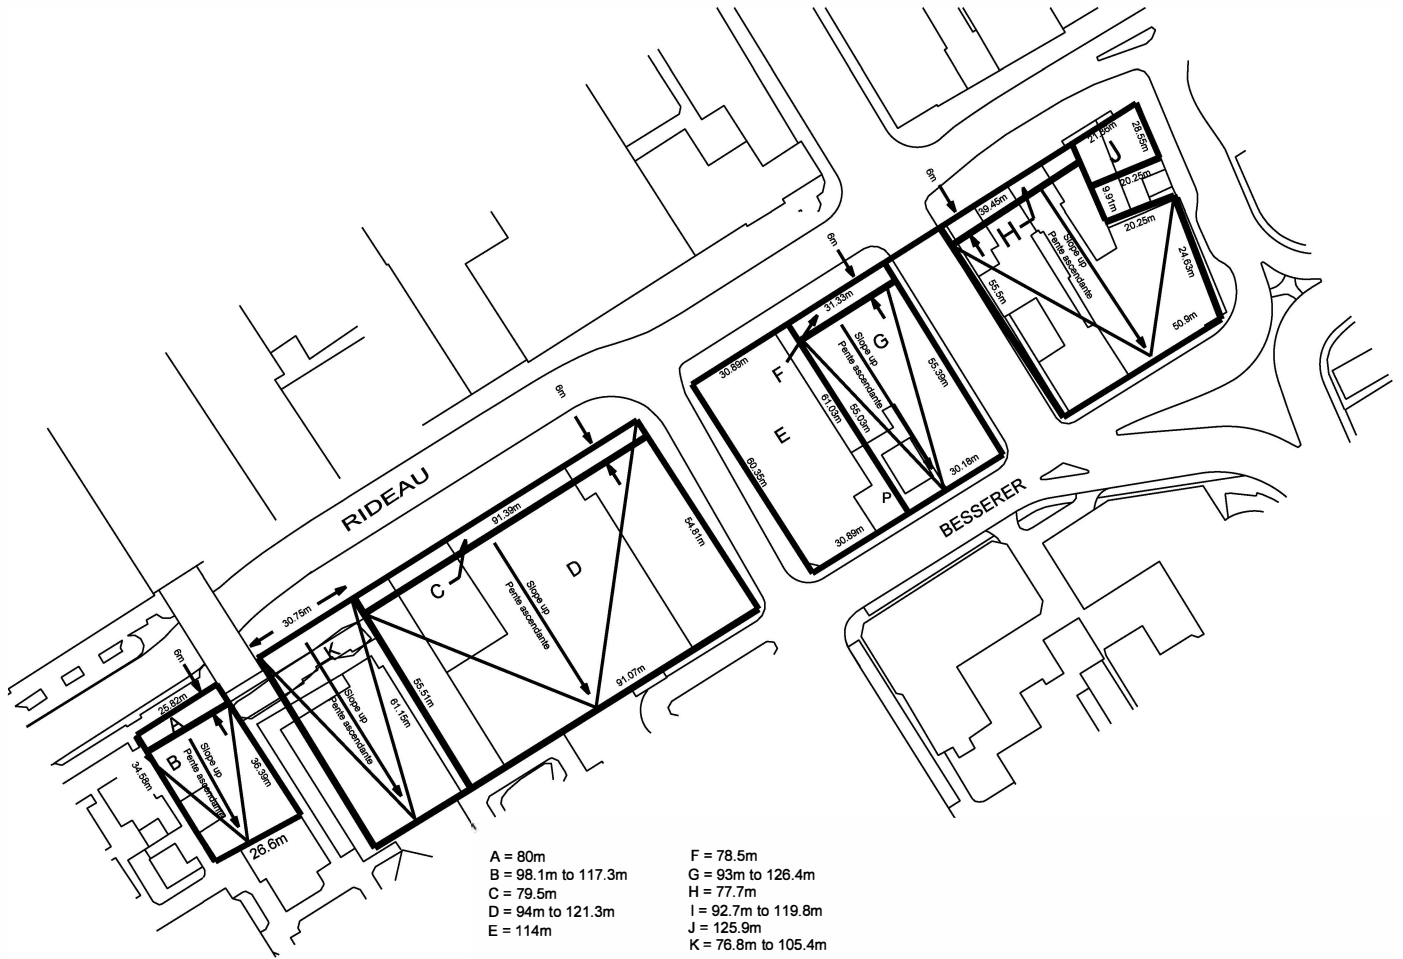 28.55m
21.86m
J
6m
20.25m
9.91m
39.45m
H
20.25m
6m
Slope up
Pente ascendante
24.63m
55.5m
31.33m
50.9m
G
Slope up
Pente ascendante
30.89m
F
55.39m
6m
61.03m
55.03m
E
60.35m
30.18m
RIDEAU
P
BESSERER
91.39m
54.81m
30.89m
D
C
Slope up
Pente ascendante
30.75m
K
6m
91.07m
55.51m
61.15m
Slope up
Pente ascendante
25.82m
A
B
Slope up
Pente ascendante
34.58m
36.39m
26.6m
A = 80m
B = 98.1m to 117.3m
C = 79.5m
D = 94m to 121.3m
E = 114m
F = 78.5m
G = 93m to 126.4m
H = 77.7m
I = 92.7m to 119.8m
J = 125.9m
K = 76.8m to 105.4m